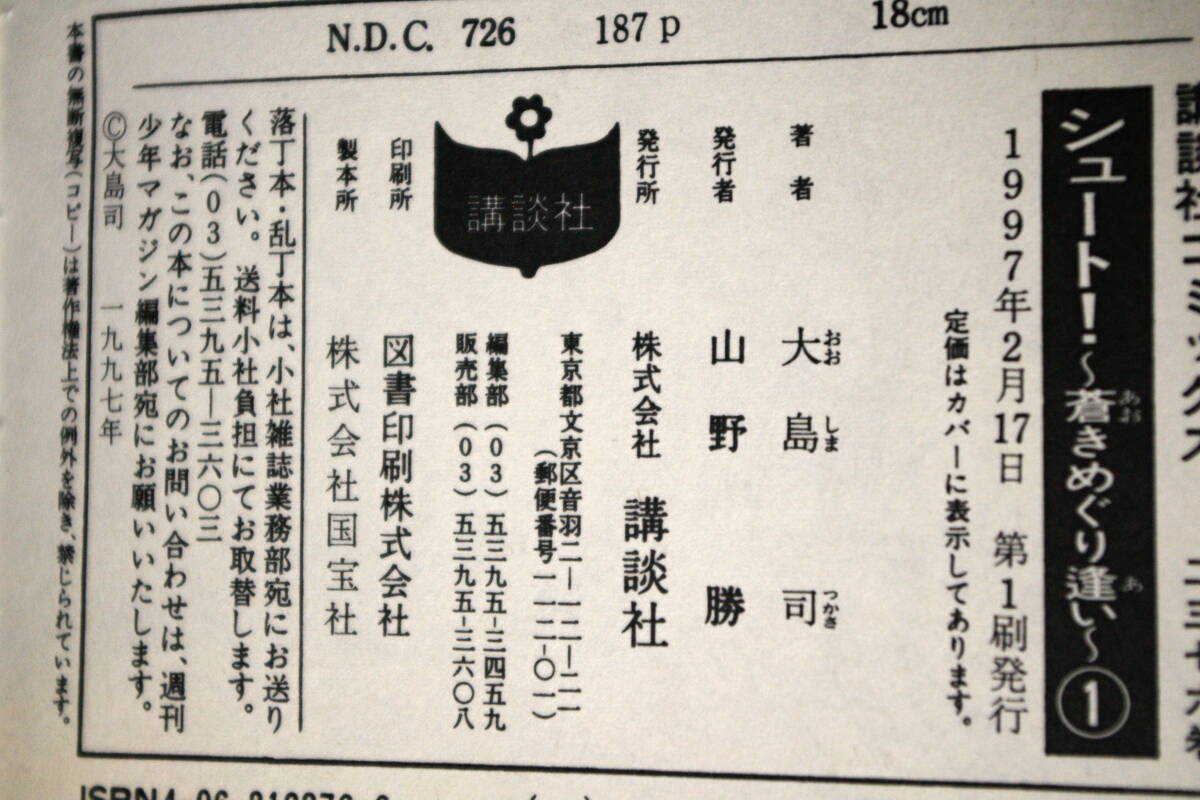 N.D.C. 726 187p 18cm
シュート!~蒼きめぐり逢い~①
あお
あ
1997年2月17日 第1刷発行
定価はカバーに表示してあります。
著者 大島 司
おお しま つかさ
発行者 山野 勝
発行所 株式会社 講談社
東京都文京区音羽二—一二—二一
(郵便番号一一二-〇一)
編集部 (03)五三九五-三四五九
販売部 (03)五三九五-三六〇八
講談社
印刷所 図書印刷株式会社
製本所 株式会社国宝社
落丁本・乱丁本は、小社雑誌業務部宛にお送り
ください。送料小社負担にてお取替します。
電話(03)五三九五—三六〇三
なお、この本についてのお問い合わせは、週刊
少年マガジン編集部宛にお願いいたします。
©大島司 一九九七年
本書の無断複写(コピー)は著作権法上での例外を除き、禁じられています。